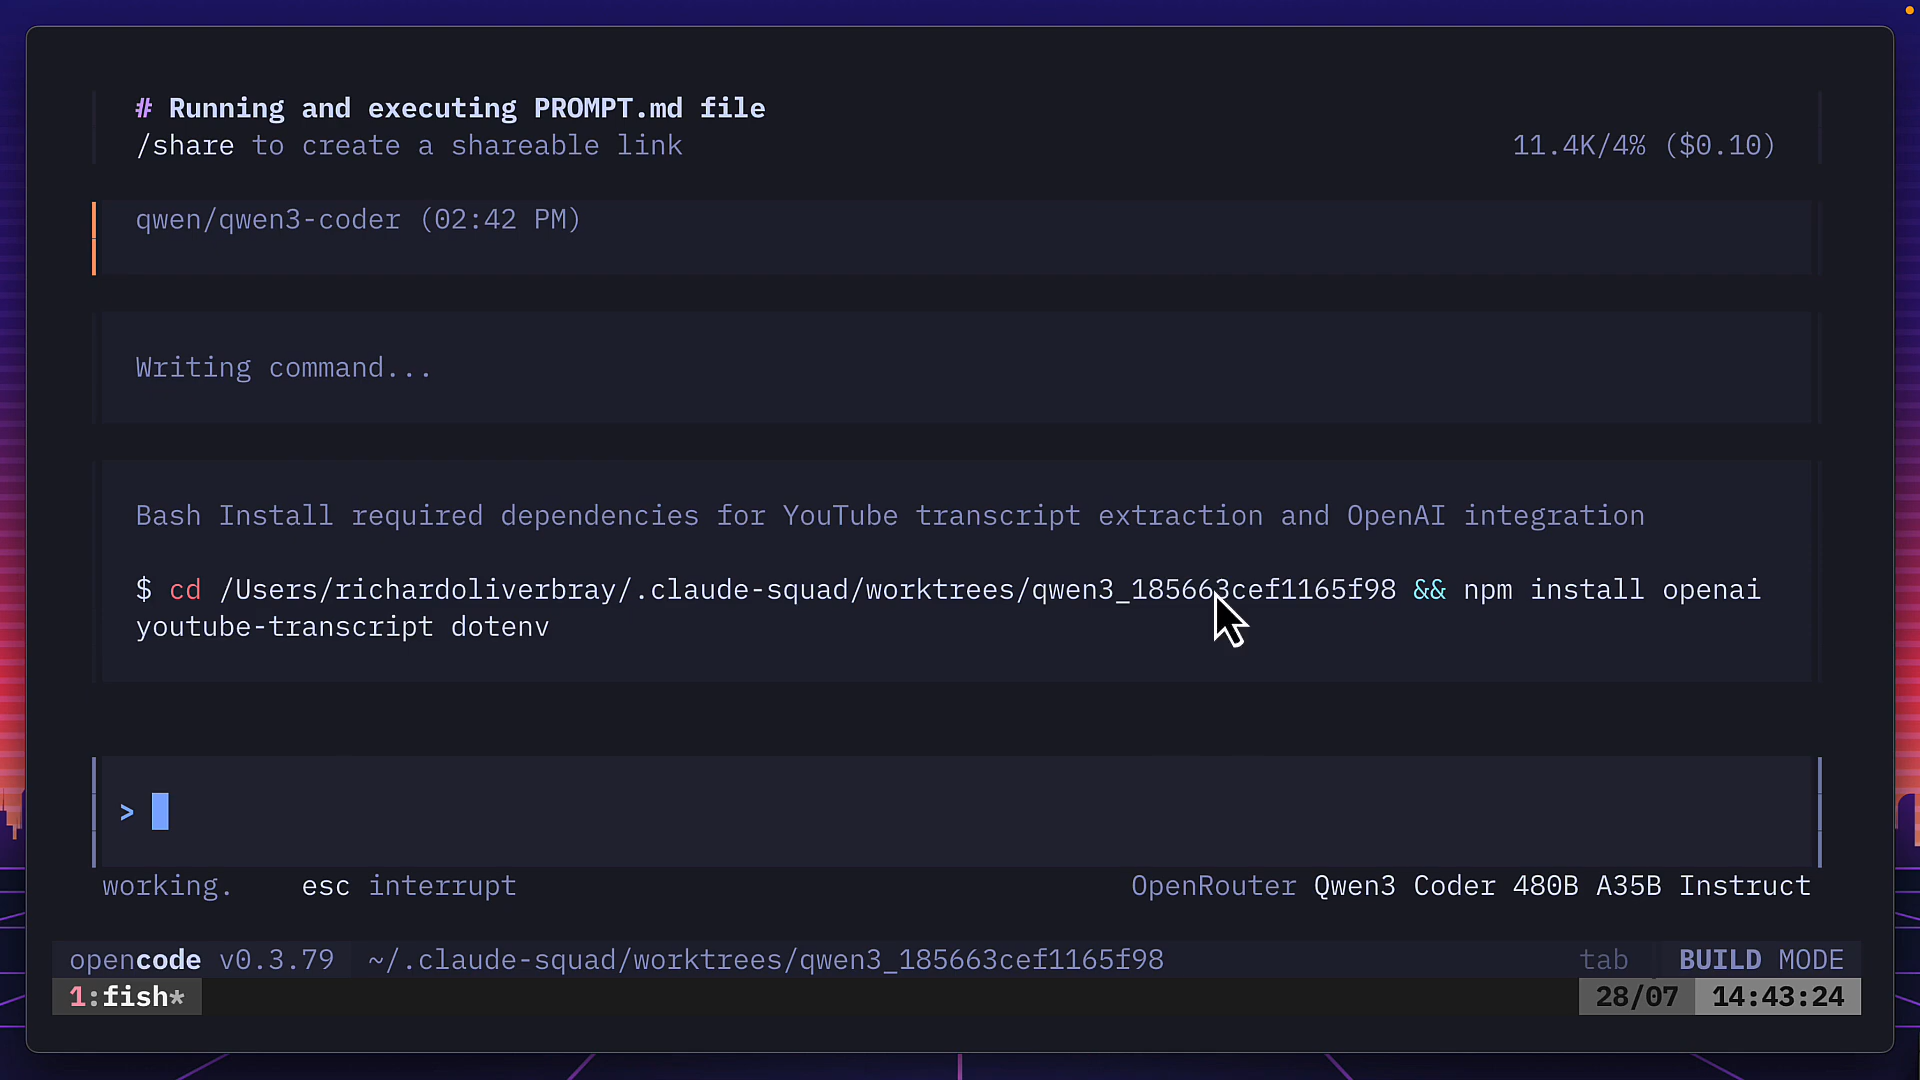 # Running and executing PROMPT.md file
/share to create a shareable link 11.4K/4% ($0.10)
qwen/qwen3-coder (02:42 PM)
Writing command...
Bash Install required dependencies for YouTube transcript extraction and OpenAI integration
$ cd /Users/richardoliverbray/.claude-squad/worktrees/qwen3_185663cef1165f98 && npm install openai
youtube-transcript dotenv
>
working. esc interrupt OpenRouter Qwen3 Coder 480B A35B Instruct
opencode v0.3.79 ~/.claude-squad/worktrees/qwen3_185663cef1165f98 tab BUILD MODE
1:fish* 28/07 14:43:24